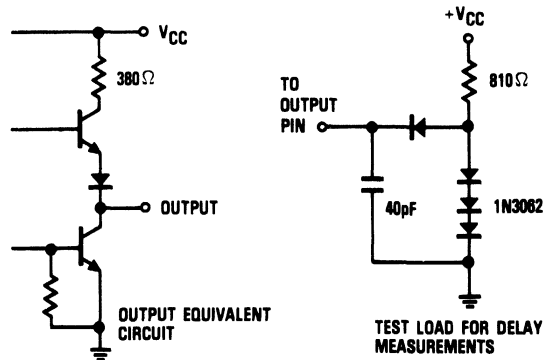 VCC
380Ω
OUTPUT
OUTPUT EQUIVALENT
CIRCUIT
+VCC
810Ω
TO
OUTPUT
PIN
40pF
1N3062
TEST LOAD FOR DELAY
MEASUREMENTS